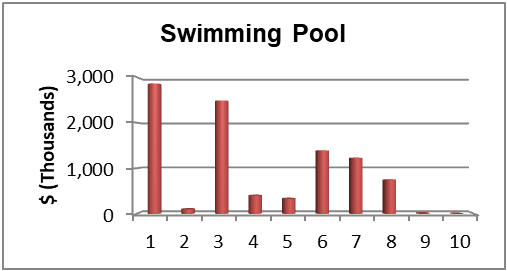 Swimming Pool
$ (Thousands)
3,000
2,000
1,000
0
1 2 3 4 5 6 7 8 9 10